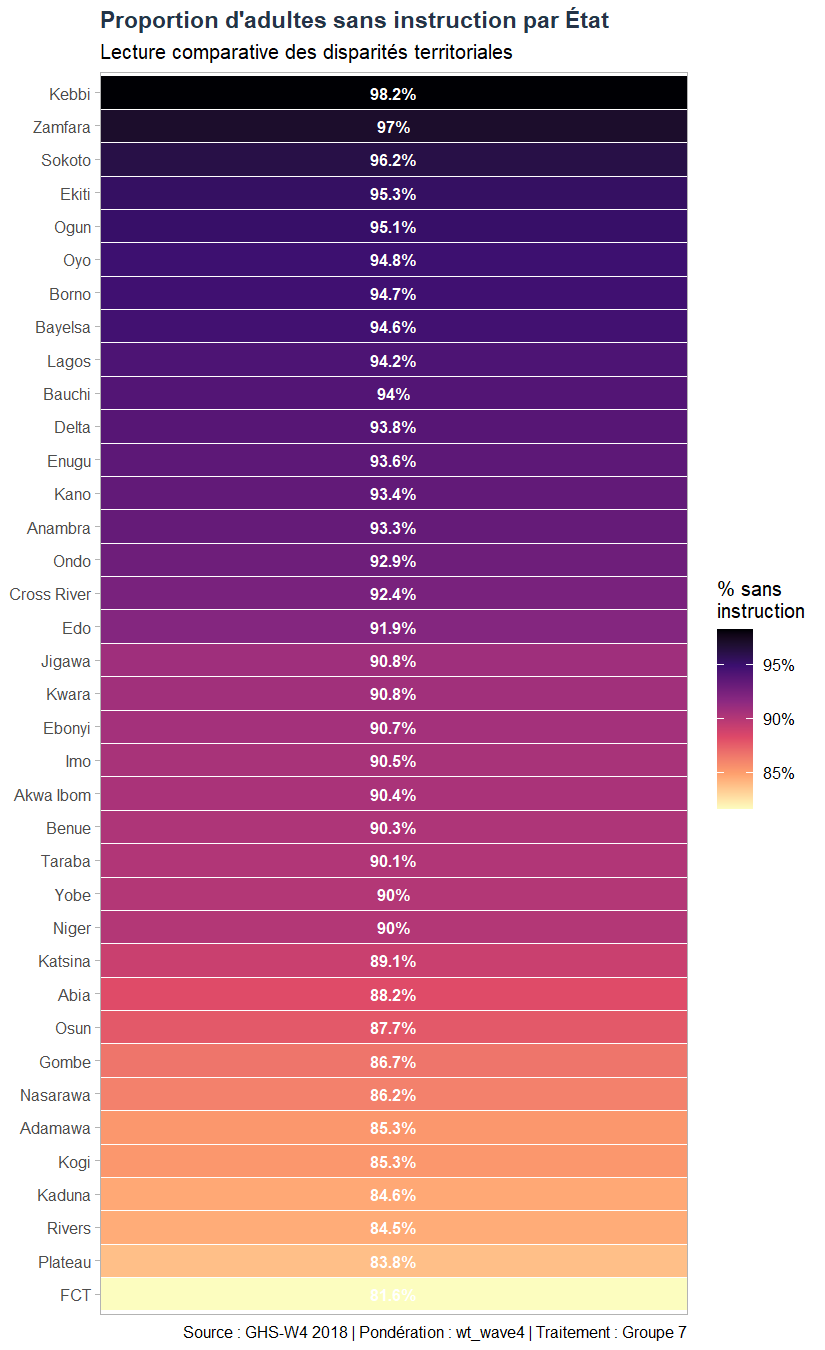 Proportion d'adultes sans instruction par État
Lecture comparative des disparités territoriales
Kebbi 98.2%
Zamfara 97%
Sokoto 96.2%
Ekiti 95.3%
Ogun 95.1%
Oyo 94.8%
Borno 94.7%
Bayelsa 94.6%
Lagos 94.2%
Bauchi 94%
Delta 93.8%
Enugu 93.6%
Kano 93.4%
Anambra 93.3%
Ondo 92.9%
Cross River 92.4%
Edo 91.9%
Jigawa 90.8%
Kwara 90.8%
Ebonyi 90.7%
Imo 90.5%
Akwa Ibom 90.4%
Benue 90.3%
Taraba 90.1%
Yobe 90%
Niger 90%
Katsina 89.1%
Abia 88.2%
Osun 87.7%
Gombe 86.7%
Nasarawa 86.2%
Adamawa 85.3%
Kogi 85.3%
Kaduna 84.6%
Rivers 84.5%
Plateau 83.8%
FCT 81.6%
% sans
instruction
95%
90%
85%
Source : GHS-W4 2018 | Pondération : wt_wave4 | Traitement : Groupe 7